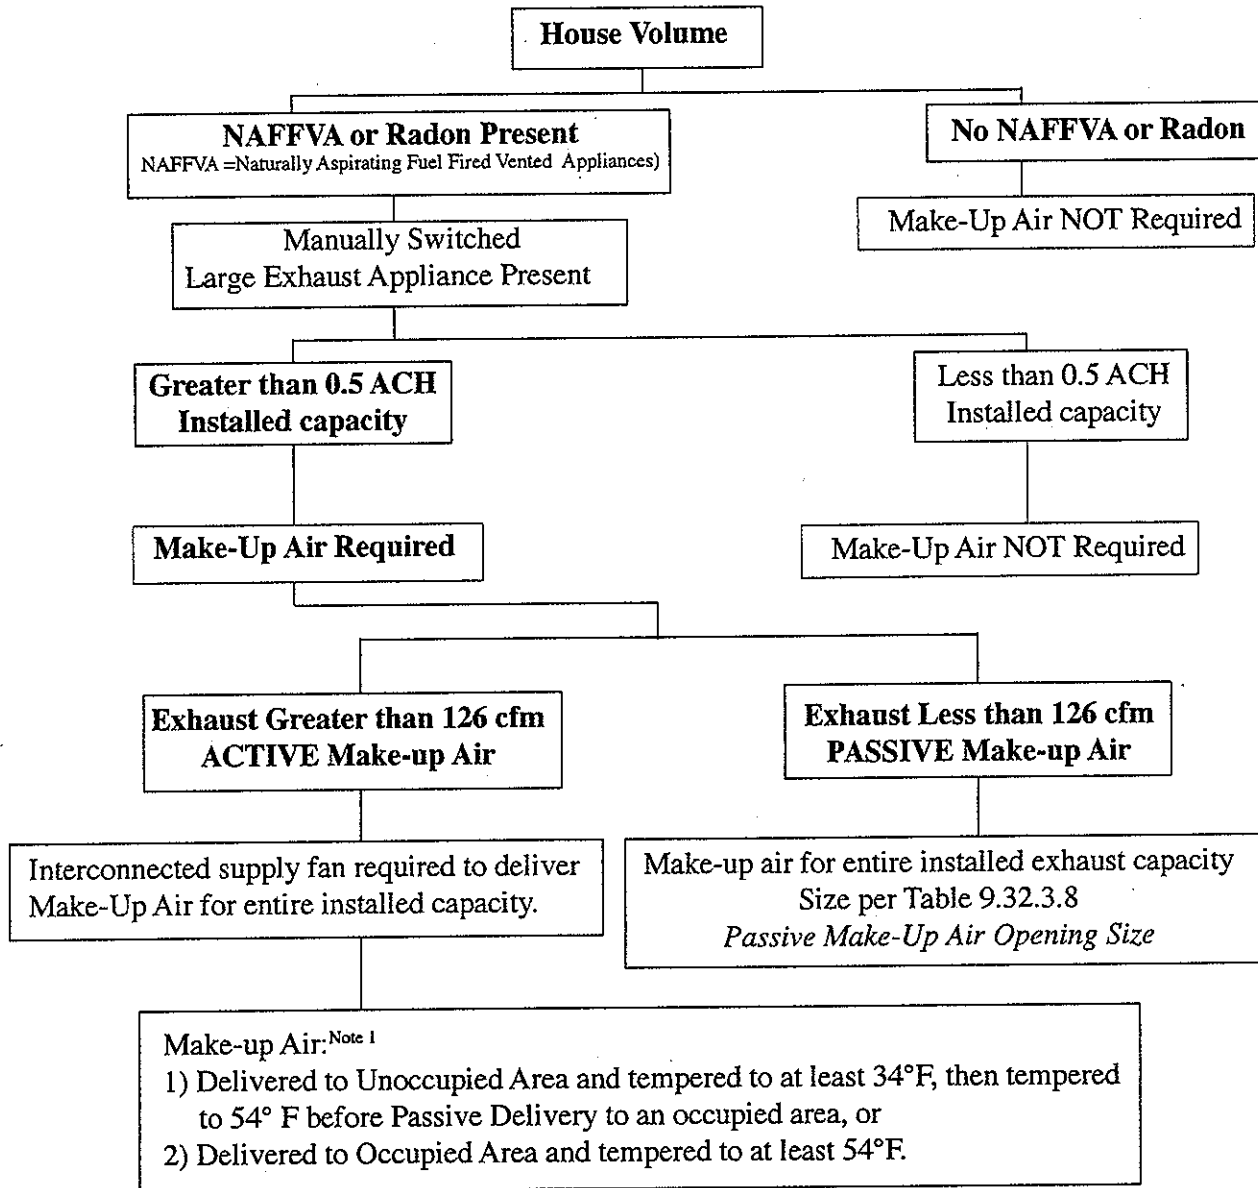 House Volume
NAFFVA or Radon Present
NAFFVA =Naturally Aspirating Fuel Fired Vented Appliances)
No NAFFVA or Radon
Make-Up Air NOT Required
Manually Switched
Large Exhaust Appliance Present
Greater than 0.5 ACH
Installed capacity
Less than 0.5 ACH
Installed capacity
Make-Up Air Required
Make-Up Air NOT Required
Exhaust Greater than 126 cfm
ACTIVE Make-up Air
Exhaust Less than 126 cfm
PASSIVE Make-up Air
Interconnected supply fan required to deliver
Make-Up Air for entire installed capacity.
Make-up air for entire installed exhaust capacity
Size per Table 9.32.3.8
Passive Make-Up Air Opening Size
Make-up Air:Note 1
1) Delivered to Unoccupied Area and tempered to at least 34°F, then tempered
to 54° F before Passive Delivery to an occupied area, or
2) Delivered to Occupied Area and tempered to at least 54°F.